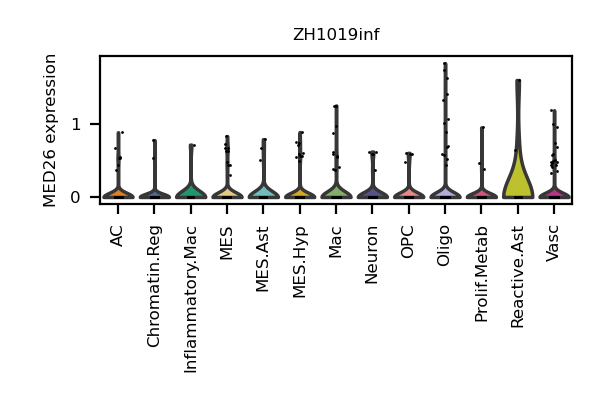 ZH1019inf
MED26 expression
1
0
AC
Chromatin.Reg
Inflammatory.Mac
MES
MES.Ast
MES.Hyp
Mac
Neuron
OPC
Oligo
Prolif.Metab
Reactive.Ast
Vasc